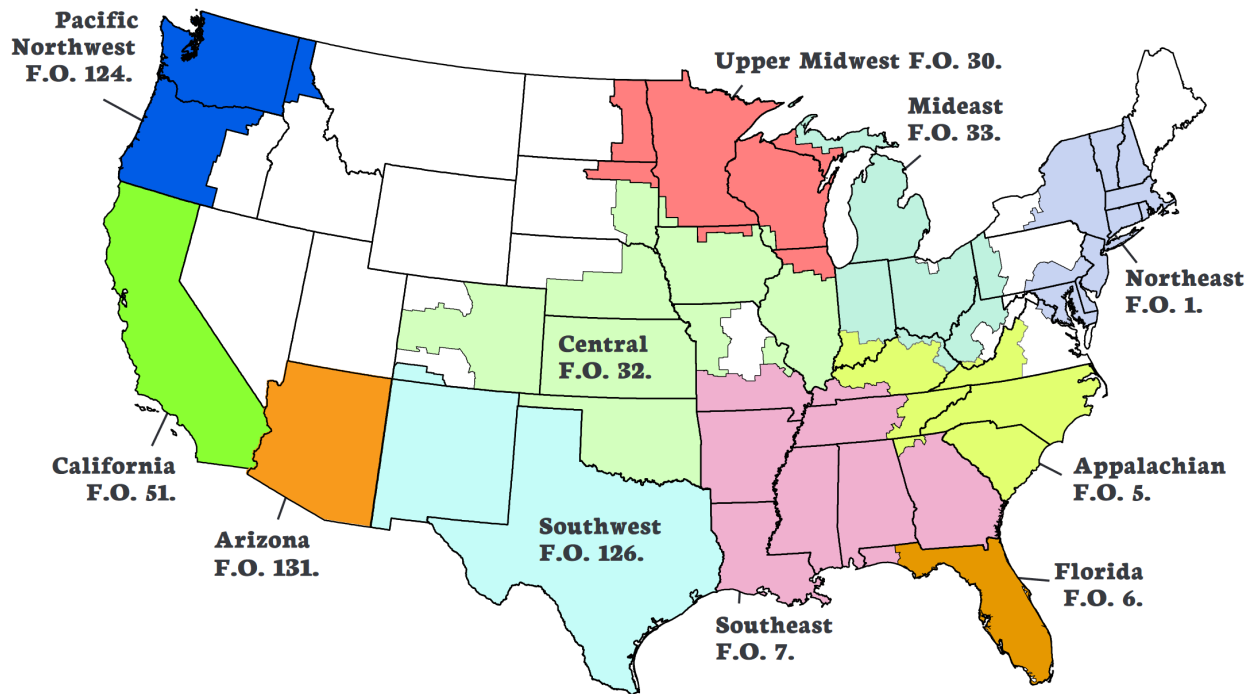 Pacific
Northwest
F.O. 124.
Upper Midwest F.O. 30.
Mideast
F.O. 33.
Northeast
F.O. 1.
Central
F.O. 32.
California
F.O. 51.
Appalachian
F.O. 5.
Arizona
F.O. 131.
Southwest
F.O. 126.
Florida
F.O. 6.
Southeast
F.O. 7.